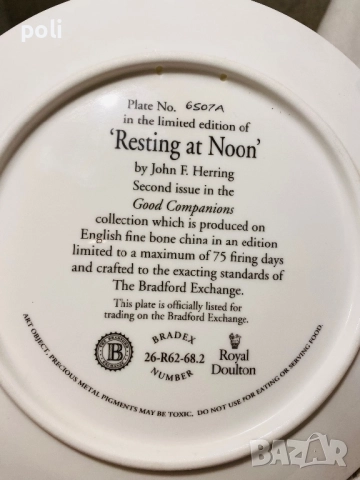 poli
Plate No. 6507A
in the limited edition of
'Resting at Noon'
by John F. Herring
Second issue in the
Good Companions
collection which is produced on
English fine bone china in an edition
limited to a maximum of 75 firing days
and crafted to the exacting standards of
The Bradford Exchange.
This plate is officially listed for
trading on the Bradford Exchange.
B
BRADEX
26-R62-68.2
NUMBER
Royal
Doulton
ART OBJECT, PRECIOUS METAL PIGMENTS MAY BE TOXIC. DO NOT USE FOR EATING OR SERVING FOOD.
BAZAR